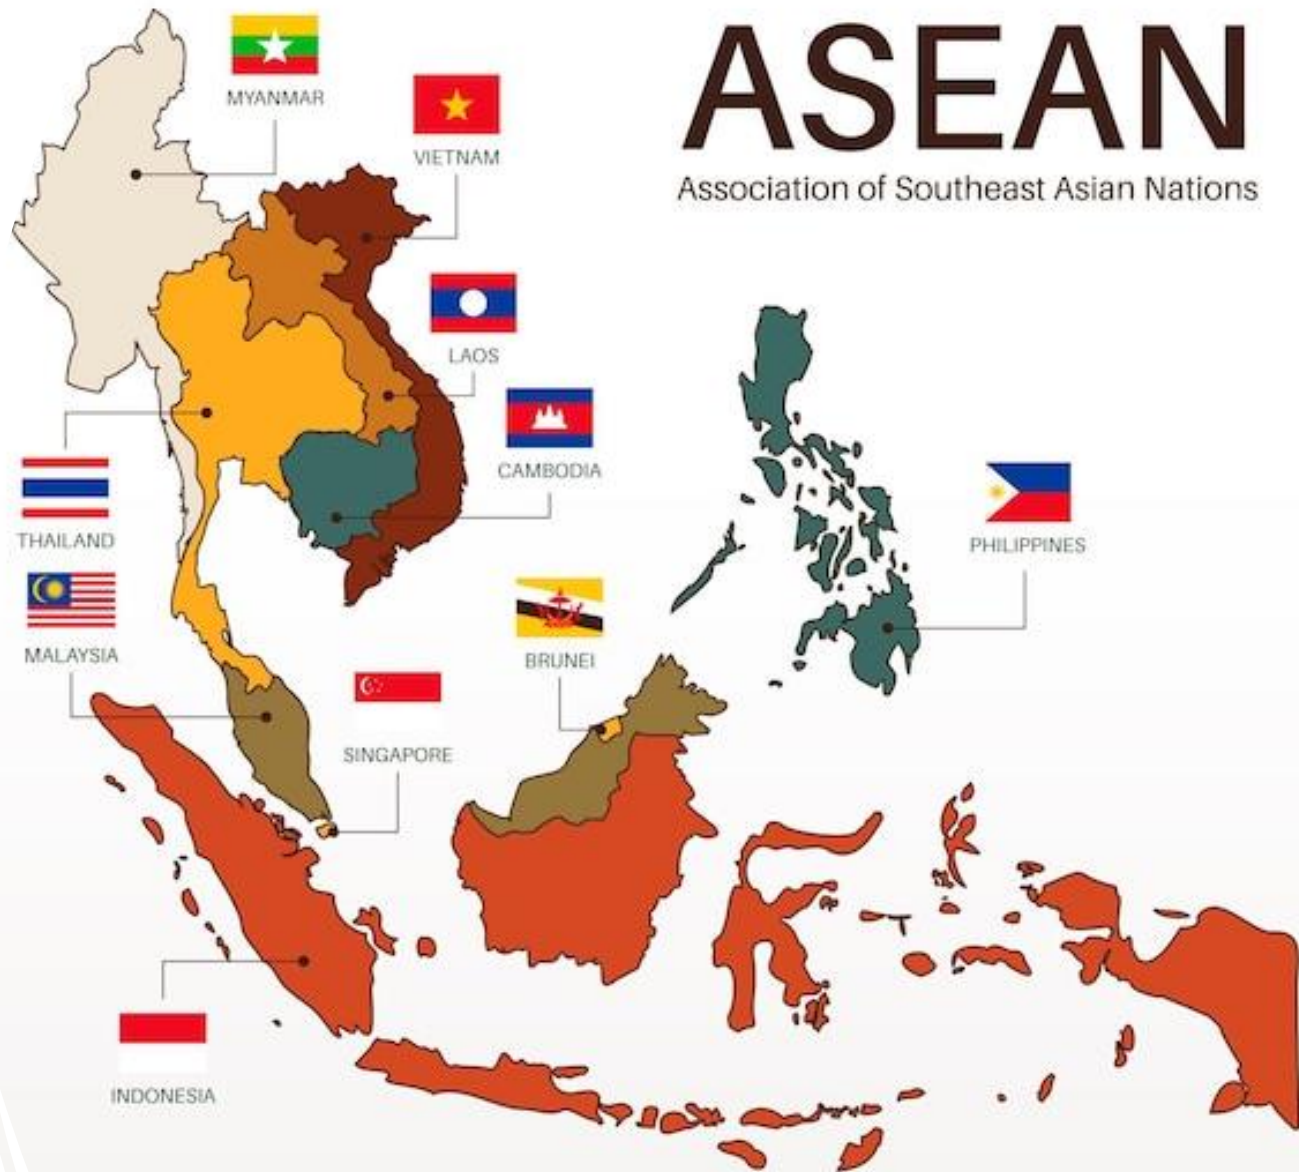 ASEAN
Association of Southeast Asian Nations
MYANMAR
VIETNAM
LAOS
CAMBODIA
THAILAND
PHILIPPINES
MALAYSIA
BRUNEI
SINGAPORE
INDONESIA